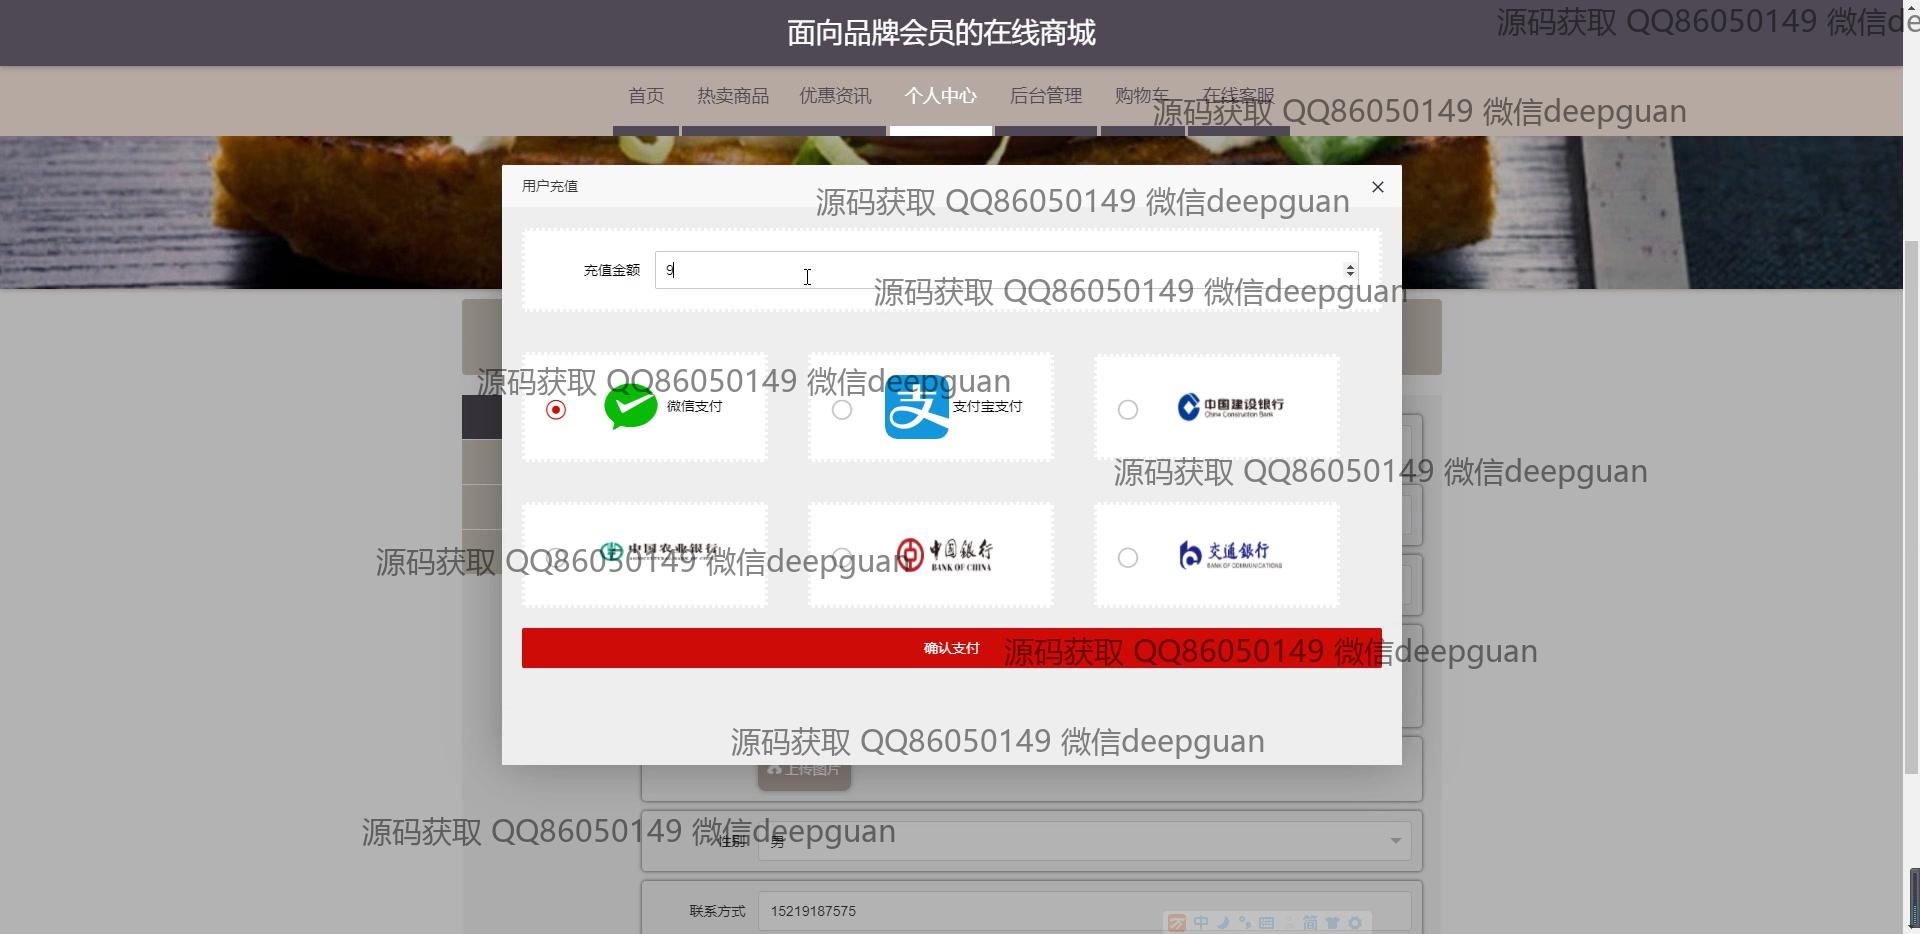 面向品牌会员的在线商城
源码获取 QQ86050149 微信de
首页 热卖商品 优惠资讯 个人中心 后台管理 购物车 在线客服
源码获取 QQ86050149 微信deepguan
用户充值
源码获取 QQ86050149 微信deepguan
充值金额 9
源码获取 QQ86050149 微信deepguan
源码获取 QQ86050149 微信deepguan
微信支付 支 支付宝支付 中国建设银行
China Construction Bank
源码获取 QQ86050149 微信deepguan
中国农业银行 中国银行 交通银行
BANK OF CHINA BANK OF COMMUNICATIONS
源码获取 QQ86050149 微信deepguan
确认支付
源码获取 QQ86050149 微信deepguan
源码获取 QQ86050149 微信deepguan
上传图片
源码获取 QQ86050149 微信deepguan
性别 男
联系方式 15219187575
中 简